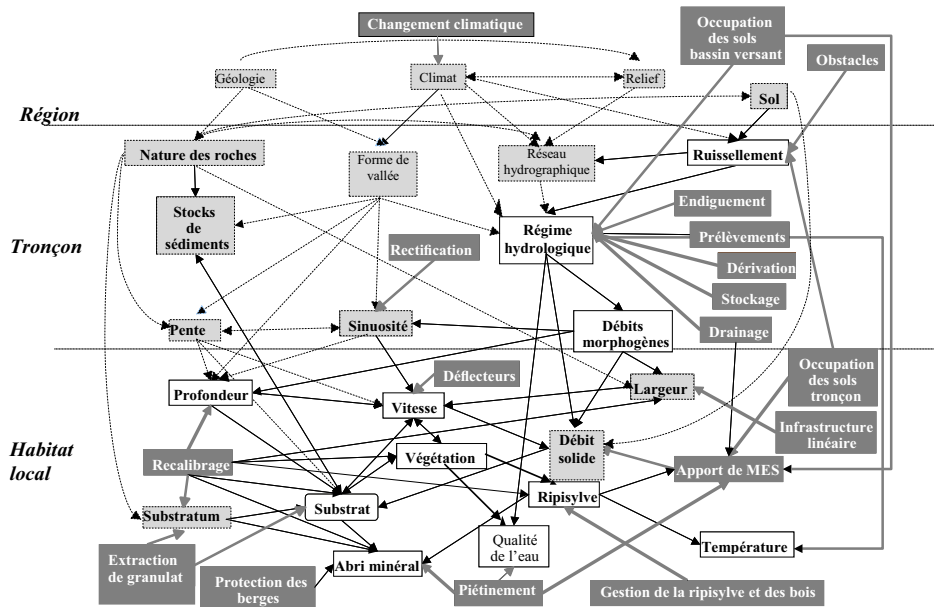 Changement climatique
Occupation
des sols
bassin versant
Obstacles
Géologie
Climat
Relief
Sol
Région
Nature des roches
Forme de
vallée
Réseau
hydrographique
Ruissellement
Stocks
de
sédiments
Endiguement
Tronçon
Rectification
Régime
hydrologique
Prélèvements
Dérivation
Stockage
Drainage
Pente
Sinuosité
Débits
morphogènes
Occupation
des sols
tronçon
Profondeur
Déflecteurs
Vitesse
Largeur
Infrastructure
linéaire
Habitat
local
Recalibrage
Végétation
Débit
solide
Apport de MES
Substratum
Substrat
Ripisylve
Qualité
de l'eau
Température
Extraction
de granulat
Abri minéral
Protection des
berges
Piétinement
Gestion de la ripisylve et des bois